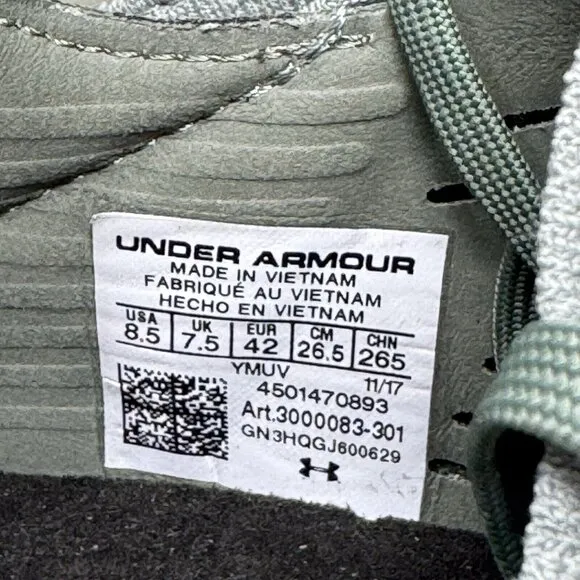 UNDER ARMOUR
MADE IN VIETNAM
FABRIQUÉ AU VIETNAM
HECHO EN VIETNAM
USA UK EUR CM CHN
8.5 7.5 42 26.5 265
YMUV 11/17
4501470893
Art.3000083-301
GN3HQGJ600629